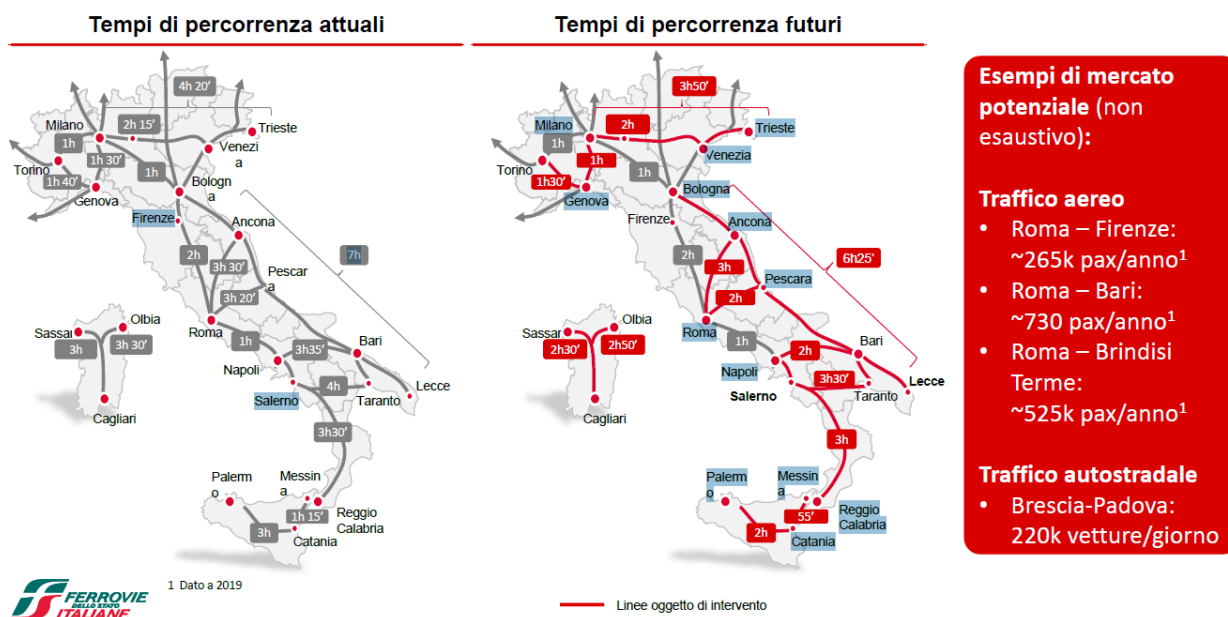 Tempi di percorrenza attuali
4h 20’
Milano
2h 15’
Trieste
1h
Venezi
a
1h 30’
Torino
1h
1h 40’
Bologn
a
Genova
Firenze
Ancona
2h
7h
3h 30’
Pescar
a
3h 20’
Olbia
Roma
Sassar
3h
3h 30’
1h
3h35’
Bari
Napoli
4h
Lecce
Salerno
Taranto
Cagliari
3h30’
Palerm
o
Messin
a
1h 15’
Reggio
Calabria
3h
Catania
Tempi di percorrenza futuri
3h50’
Milano
2h
Trieste
1h
Venezia
1h
Torino
1h
1h30’
Bologna
Genova
Firenze
Ancona
2h
3h
6h25’
Pescara
2h
Olbia
Roma
Sassar
2h30’
2h50’
1h
2h
Bari
Napoli
3h30’
Lecce
Salerno
Taranto
Cagliari
3h
Palerm
o
Messin
a
55’
Reggio
Calabria
2h
Catania
Esempi di mercato
potenziale (non
esaustivo):
Traffico aereo
• Roma – Firenze:
~265k pax/anno¹
• Roma – Bari:
~730 pax/anno¹
• Roma – Brindisi
Terme:
~525k pax/anno¹
Traffico autostradale
• Brescia-Padova:
220k vetture/giorno
FERROVIE
DELLO STATO
ITALIANE
1 Dato a 2019
Linee oggetto di intervento